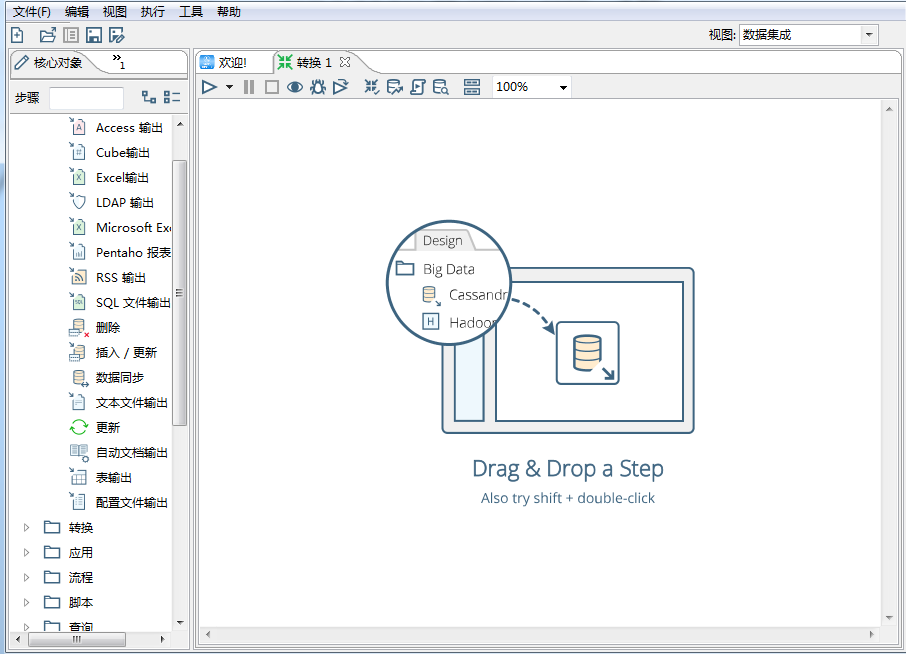 文件(F) 编辑 视图 执行 工具 帮助
视图: 数据集成
核心对象 »1
欢迎! 转换 1
步骤
100%
Access 输出
Cube输出
Excel输出
LDAP 输出
Microsoft Exc
Pentaho 报表
RSS 输出
SQL 文件输出
删除
插入 / 更新
数据同步
文本文件输出
更新
自动文档输出
表输出
配置文件输出
转换
应用
流程
脚本
查询
Design
Big Data
Cassandr
H Hadoo
Drag & Drop a Step
Also try shift + double-click